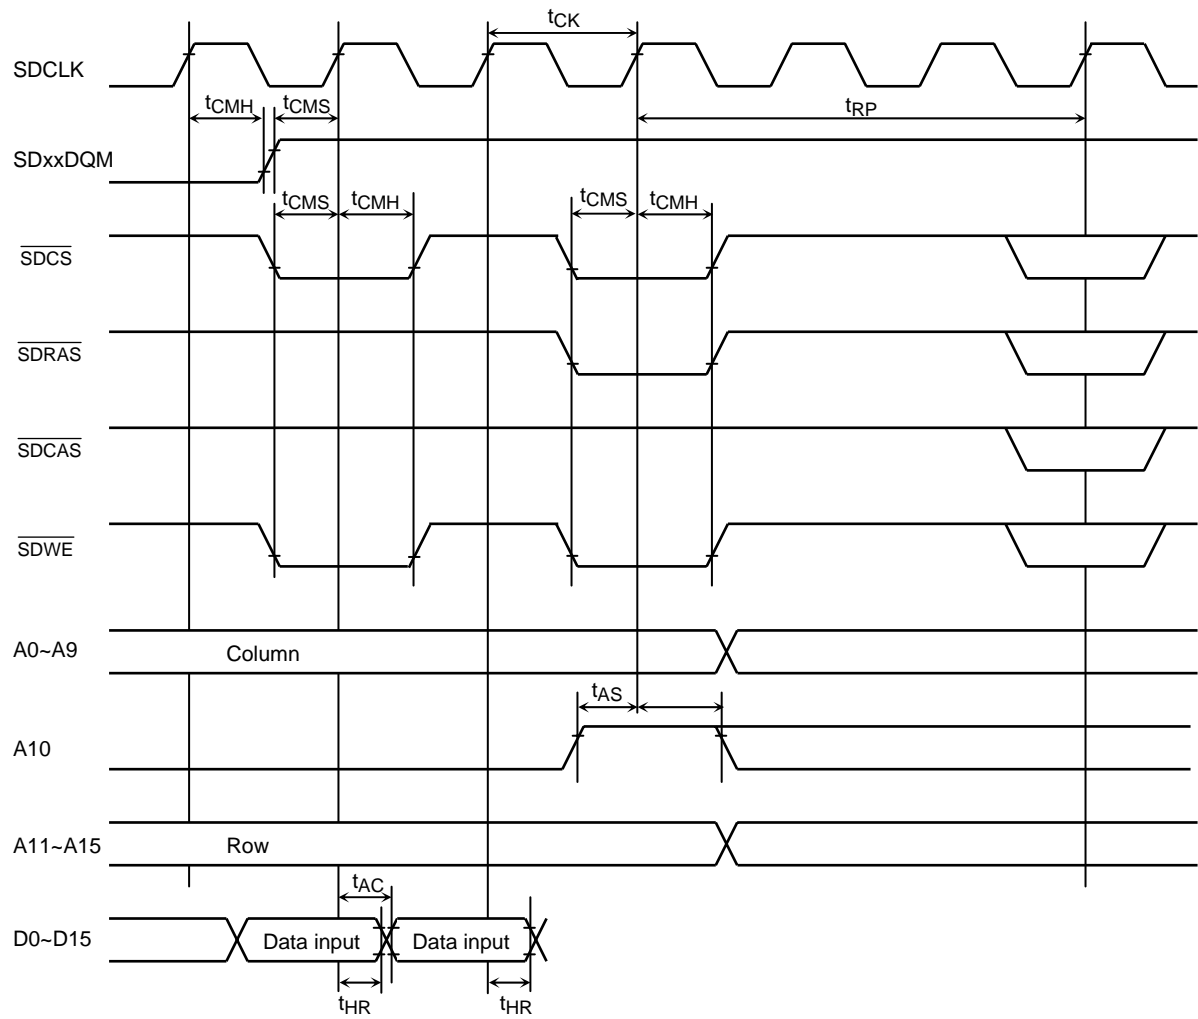 tCK
SDCLK
tCMH tCMS tRP
SDxxDQM
tCMS tCMH tCMS tCMH
SDCS
SDRAS
SDCAS
SDWE
A0~A9 Column
tAS
A10
A11~A15 Row
tAC
D0~D15 Data input Data input
tHR tHR